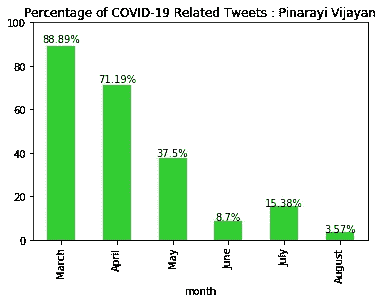 Percentage of COVID-19 Related Tweets : Pinarayi Vijayan
100
80
60
40
20
0
88.89%
71.19%
37.5%
8.7%
15.38%
3.57%
March
April
May
June
July
August
month